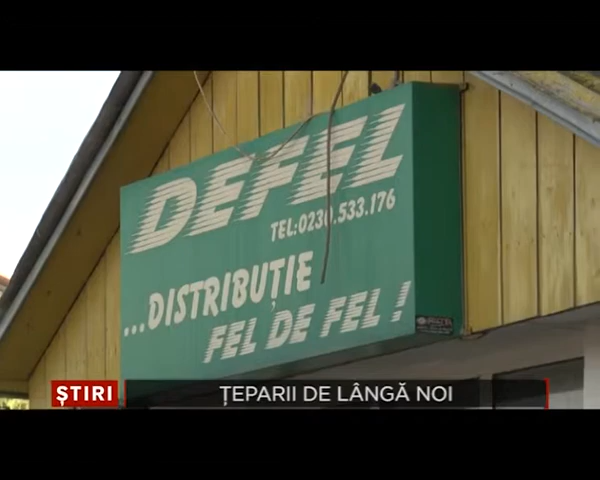 DEFEL
TEL:0230.533.176
...DISTRIBUȚIE
FEL DE FEL!
ȘTIRI
ȚEPARII DE LÂNGĂ NOI